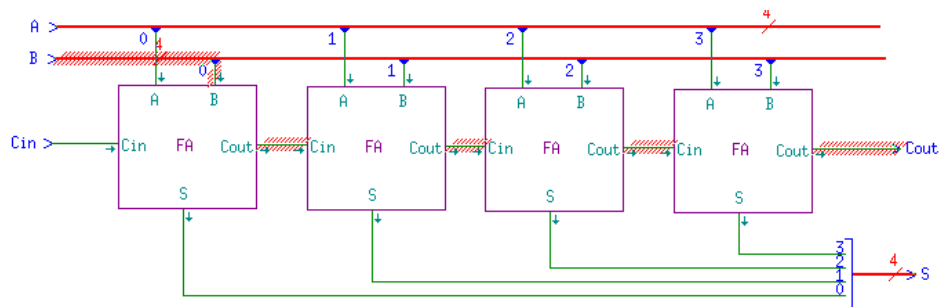 A 4
0 1 2 3
4
B
0 1 2 3
A B A B A B A B
Cin Cin FA Cout Cin FA Cout Cin FA Cout Cin FA Cout Cout
S S S S
3
2
1
0
4
S